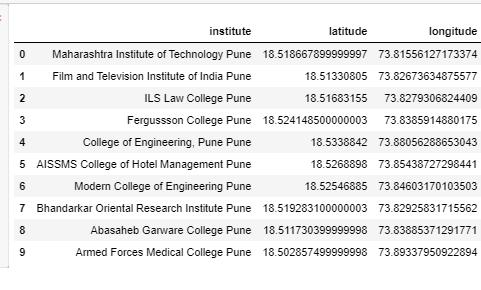 institute latitude longitude
0 Maharashtra Institute of Technology Pune 18.518667899999997 73.81556127173374
1 Film and Television Institute of India Pune 18.51330805 73.82673634875577
2 ILS Law College Pune 18.51683155 73.8279306824409
3 Fergussson College Pune 18.524148500000003 73.8385914880175
4 College of Engineering, Pune Pune 18.5338842 73.88056288653043
5 AISSMS College of Hotel Management Pune 18.5268898 73.85438727298441
6 Modern College of Engineering Pune 18.52546885 73.84603170103503
7 Bhandarkar Oriental Research Institute Pune 18.519283100000003 73.82925831715562
8 Abasaheb Garware College Pune 18.511730399999998 73.83885371291771
9 Armed Forces Medical College Pune 18.502857499999998 73.89337950922894